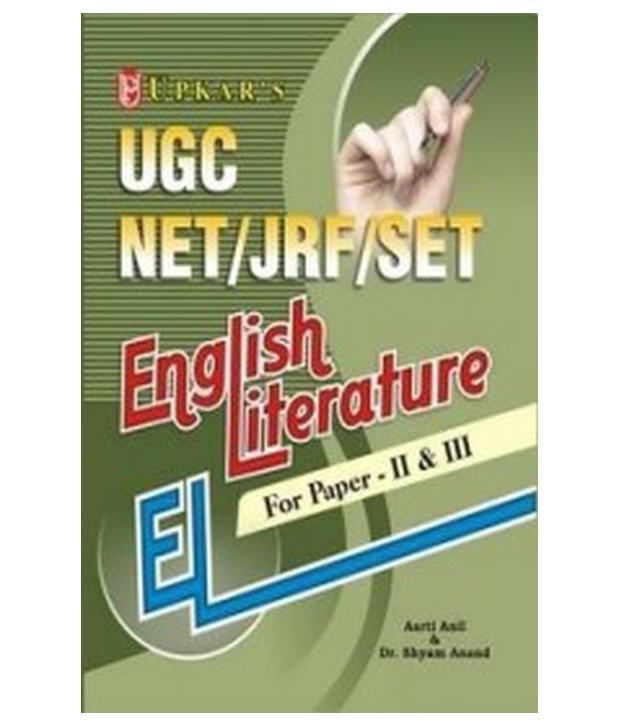 UPKAR'S
UGC
NET/JRF/SET
English
Literature
For Paper - II & III
EL
Aarti Anil
&
Dr. Shyam Anand